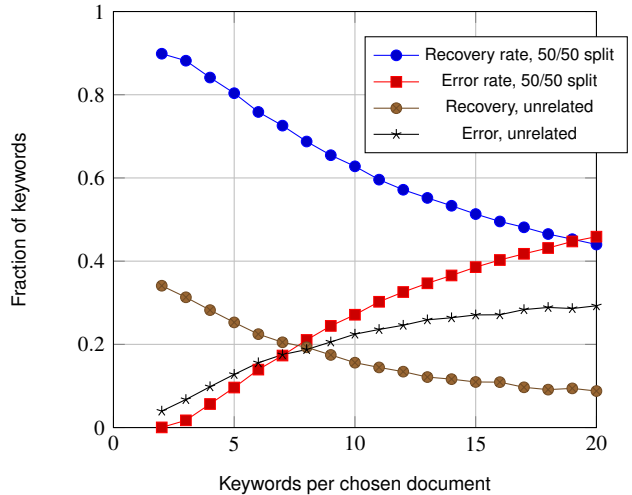 1
0.8
0.6
0.4
0.2
0
0
5
10
15
20
Fraction of keywords
Keywords per chosen document
Recovery rate, 50/50 split
Error rate, 50/50 split
Recovery, unrelated
Error, unrelated